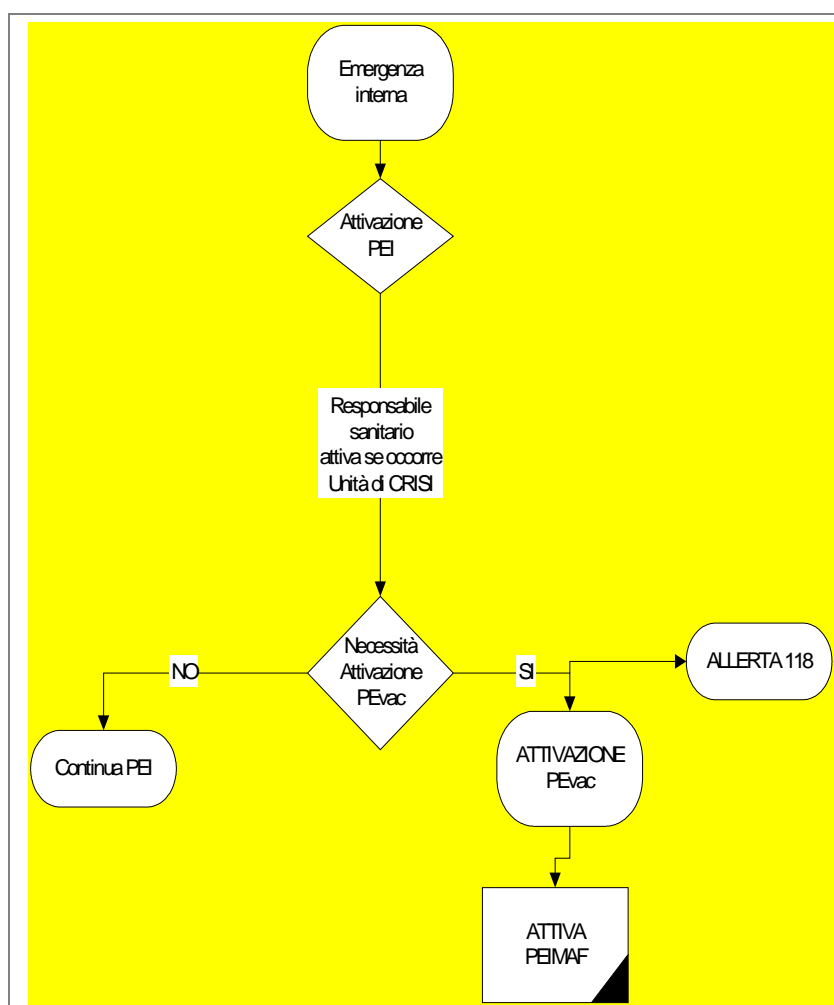 Emergenza
interna
Attivazione
PEI
Responsabile
sanitario
attiva se occorre
Unità di CRISI
Necessità
Attivazione
PEvac
NO
SI
ALLERTA 118
Continua PEI
ATTIVAZIONE
PEvac
ATTIVA
PEIMAF